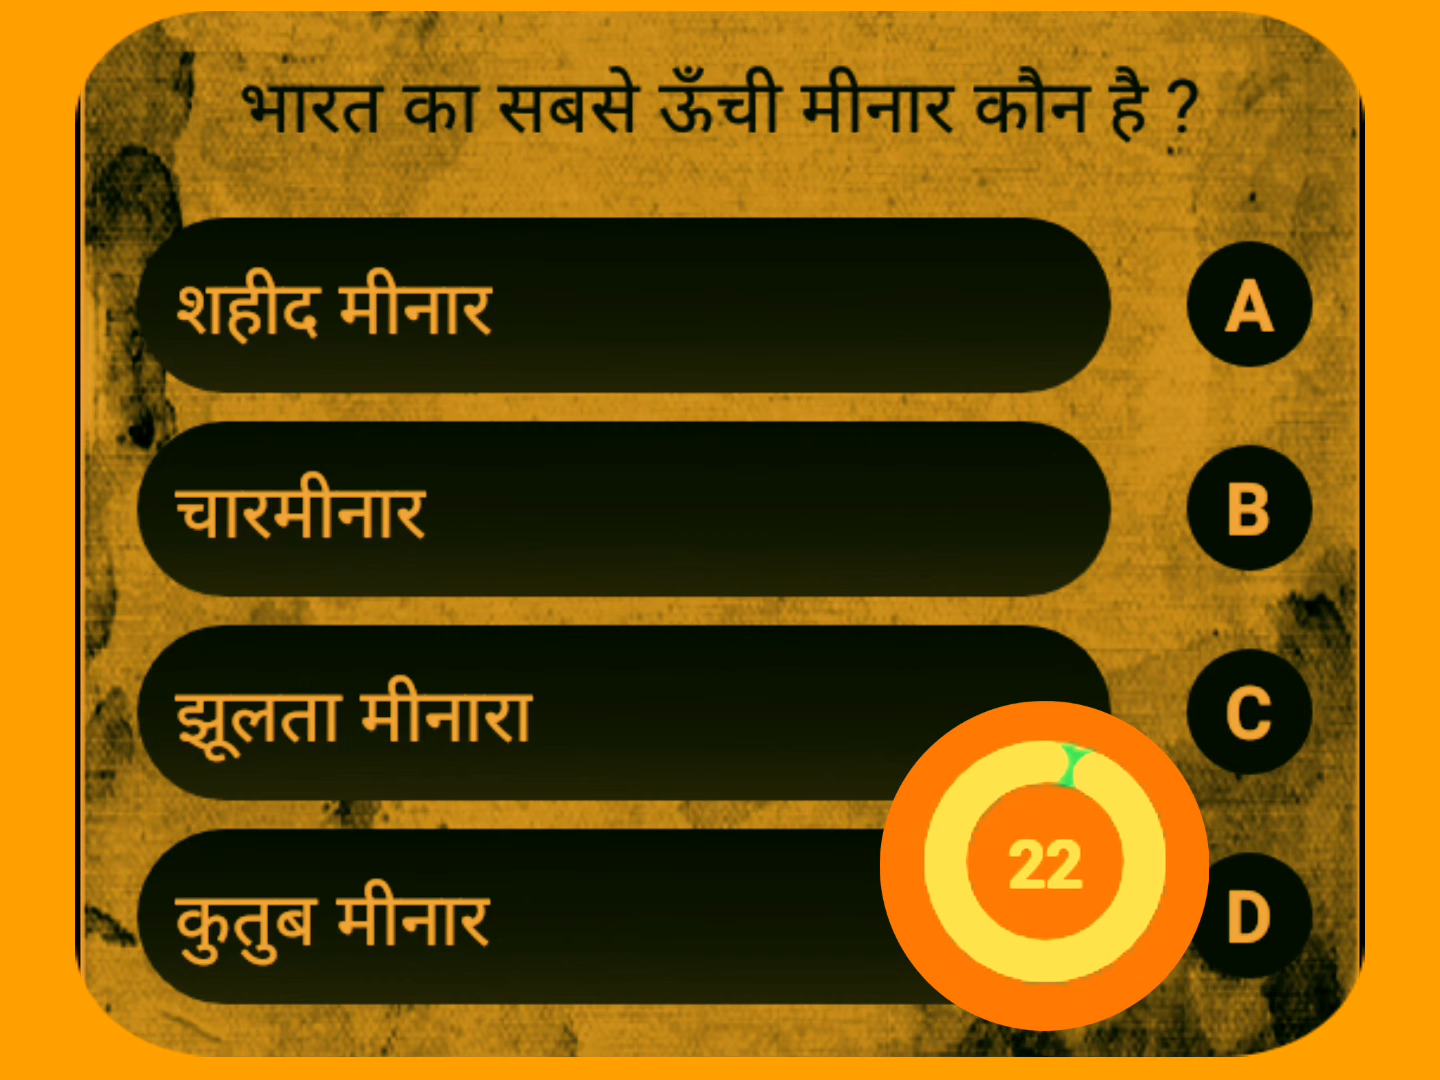 भारत का सबसे ऊँची मीनार कौन है ?
शहीद मीनार
A
चारमीनार
B
झूलता मीनारा
C
कुतुब मीनार
22
D